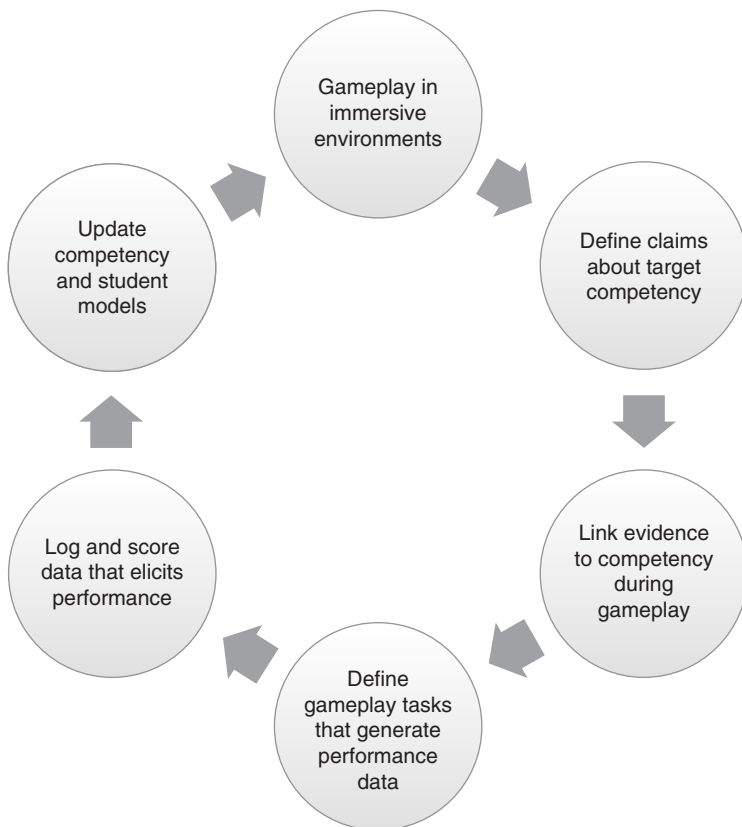 Gameplay in
immersive
environments
Define claims
about target
competency
Link evidence
to competency
during
gameplay
Define
gameplay tasks
that generate
performance
data
Log and score
data that elicits
performance
Update
competency
and student
models